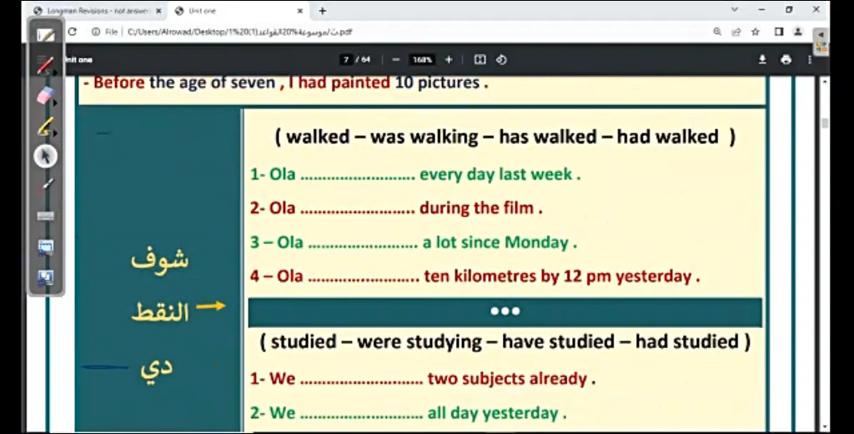 Longman Revisions - not answer
Unit one
File
7 / 64
168%
Unit one
- Before the age of seven , I had painted 10 pictures .
( walked – was walking – has walked – had walked )
1- Ola ......................... every day last week .
2- Ola ......................... during the film .
3 – Ola ........................ a lot since Monday .
4 – Ola ......................... ten kilometres by 12 pm yesterday .
شوف
النقط
دي
•••
( studied – were studying – have studied – had studied )
1- We ........................... two subjects already .
2- We ........................... all day yesterday .